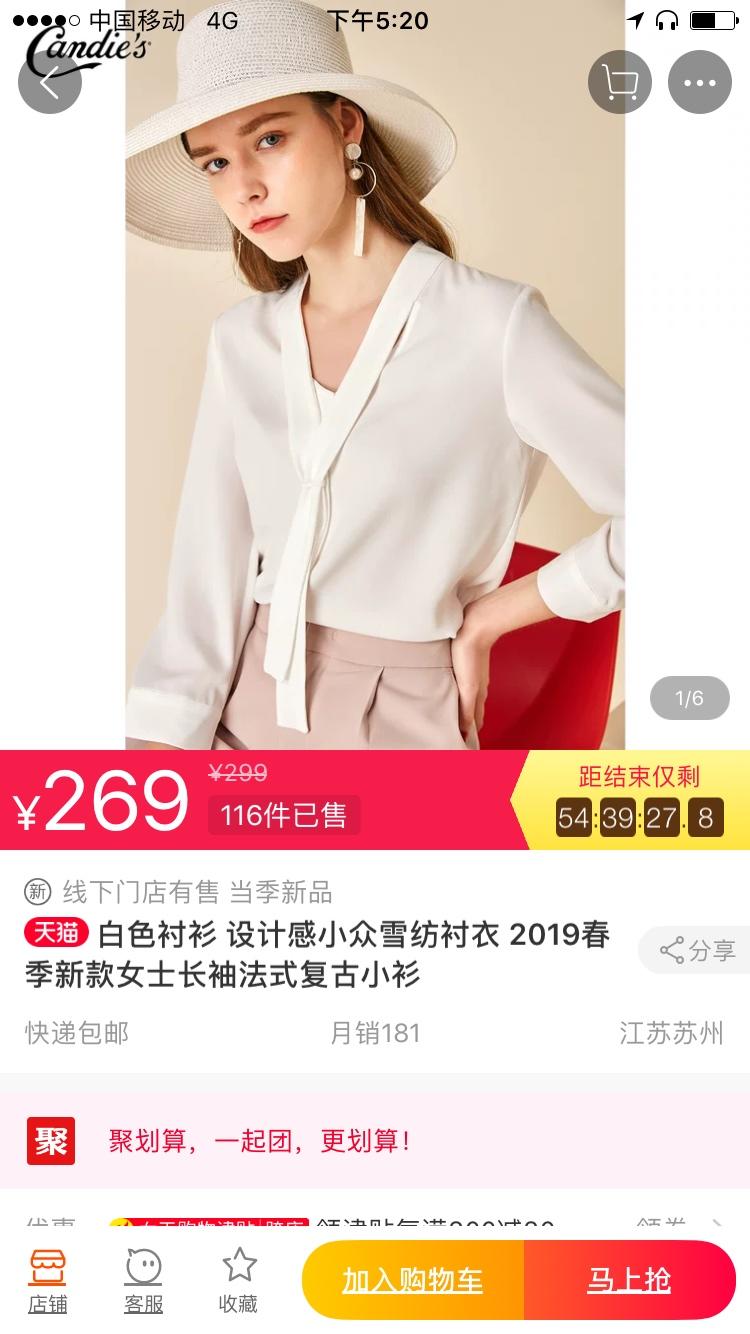 中国移动 4G 下午5:20
Candie's
1/6
¥269 ¥299
116件已售
距结束仅剩
54:39:27.8
新 线下门店有售 当季新品
天猫 白色衬衫 设计感小众雪纺衬衣 2019春
季新款女士长袖法式复古小衫
分享
快递包邮 月销181 江苏苏州
聚 聚划算，一起团，更划算！
加入购物车 马上抢
店铺 客服 收藏